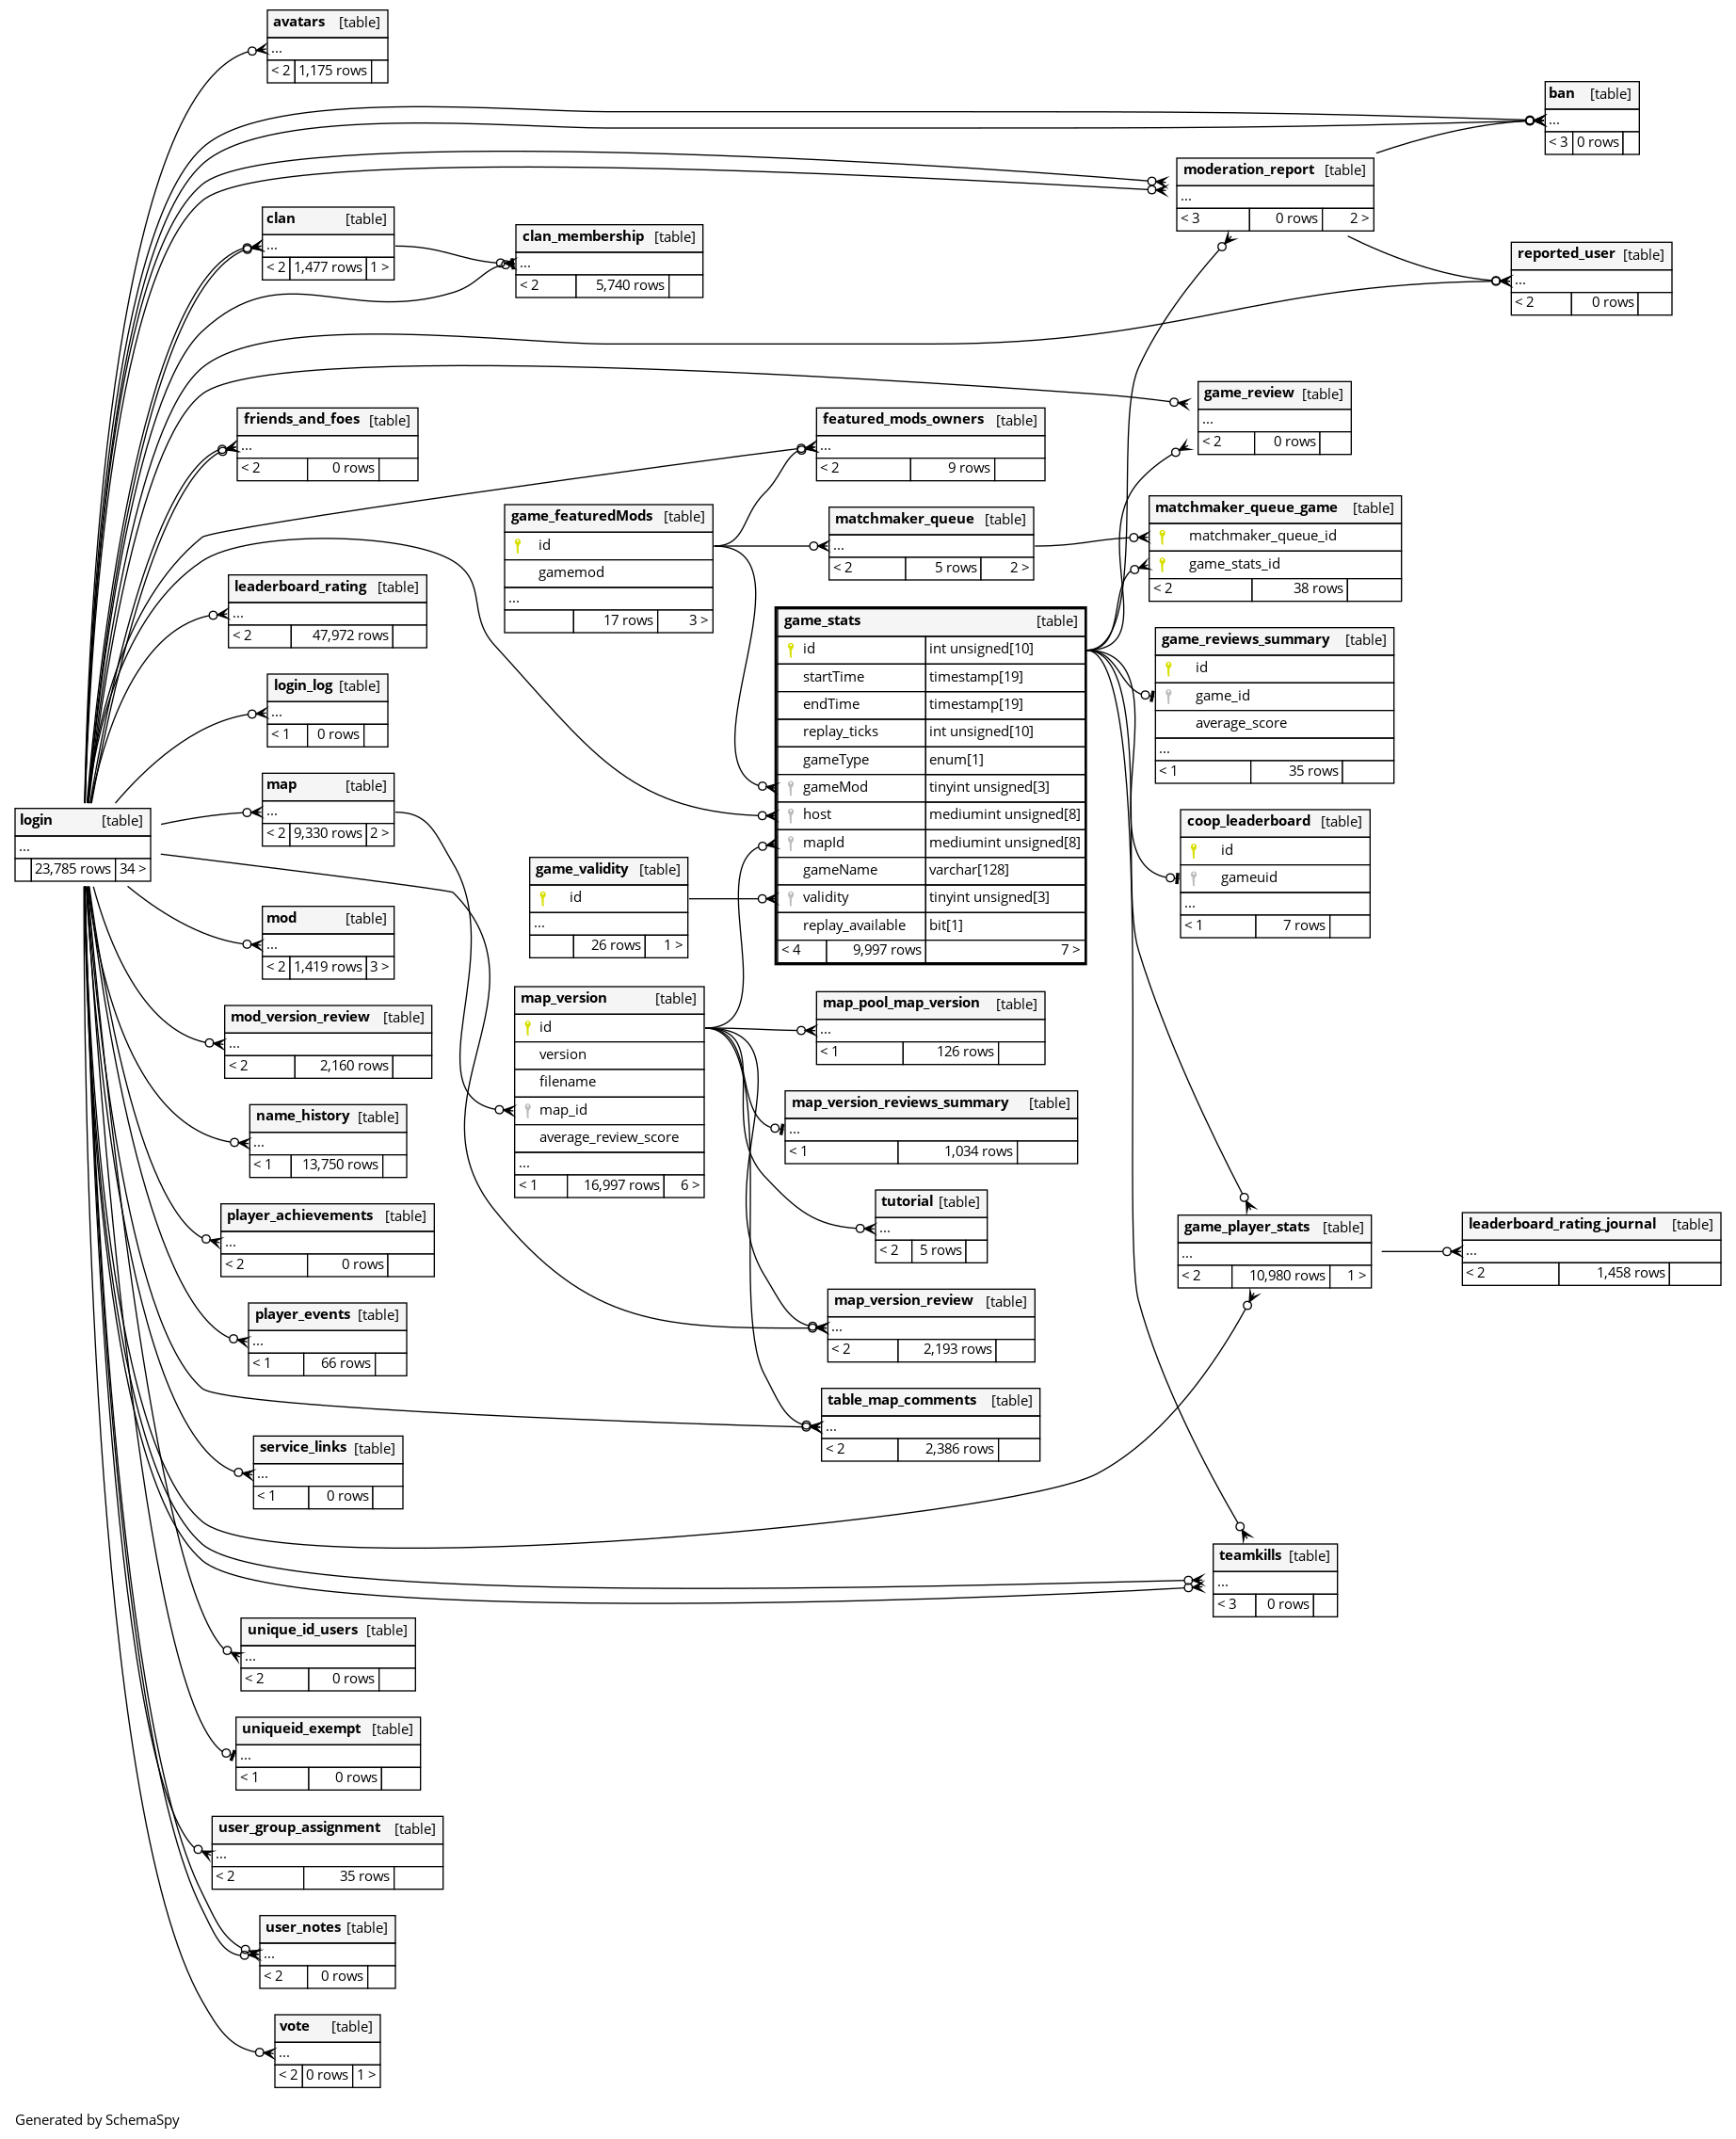 avatars [table]
...
< 2 1,175 rows
ban [table]
...
< 3 0 rows
moderation_report [table]
...
< 3 0 rows 2 >
clan [table]
...
< 2 1,477 rows 1 >
clan_membership [table]
...
< 2 5,740 rows
reported_user [table]
...
< 2 0 rows
game_review [table]
...
< 2 0 rows
friends_and_foes [table]
...
< 2 0 rows
featured_mods_owners [table]
...
< 2 9 rows
game_featuredMods [table]
id
gamemod
...
17 rows 3 >
matchmaker_queue [table]
...
< 2 5 rows 2 >
matchmaker_queue_game [table]
matchmaker_queue_id
game_stats_id
< 2 38 rows
leaderboard_rating [table]
...
< 2 47,972 rows
game_stats [table]
id int unsigned[10]
startTime timestamp[19]
endTime timestamp[19]
replay_ticks int unsigned[10]
gameType enum[1]
gameMod tinyint unsigned[3]
host mediumint unsigned[8]
mapId mediumint unsigned[8]
gameName varchar[128]
validity tinyint unsigned[3]
replay_available bit[1]
< 4 9,997 rows 7 >
game_reviews_summary [table]
id
game_id
average_score
...
< 1 35 rows
login_log [table]
...
< 1 0 rows
map [table]
...
< 2 9,330 rows 2 >
login [table]
...
23,785 rows 34 >
coop_leaderboard [table]
id
gameuid
...
< 1 7 rows
game_validity [table]
id
...
26 rows 1 >
mod [table]
...
< 2 1,419 rows 3 >
map_version [table]
id
version
filename
map_id
average_review_score
...
< 1 16,997 rows 6 >
map_pool_map_version [table]
...
< 1 126 rows
mod_version_review [table]
...
< 2 2,160 rows
map_version_reviews_summary [table]
...
< 1 1,034 rows
name_history [table]
...
< 1 13,750 rows
tutorial [table]
...
< 2 5 rows
player_achievements [table]
...
< 2 0 rows
game_player_stats [table]
...
< 2 10,980 rows 1 >
leaderboard_rating_journal [table]
...
< 2 1,458 rows
map_version_review [table]
...
< 2 2,193 rows
player_events [table]
...
< 1 66 rows
table_map_comments [table]
...
< 2 2,386 rows
service_links [table]
...
< 1 0 rows
teamkills [table]
...
< 3 0 rows
unique_id_users [table]
...
< 2 0 rows
uniqueid_exempt [table]
...
< 1 0 rows
user_group_assignment [table]
...
< 2 35 rows
user_notes [table]
...
< 2 0 rows
vote [table]
...
< 2 0 rows 1 >
Generated by SchemaSpy